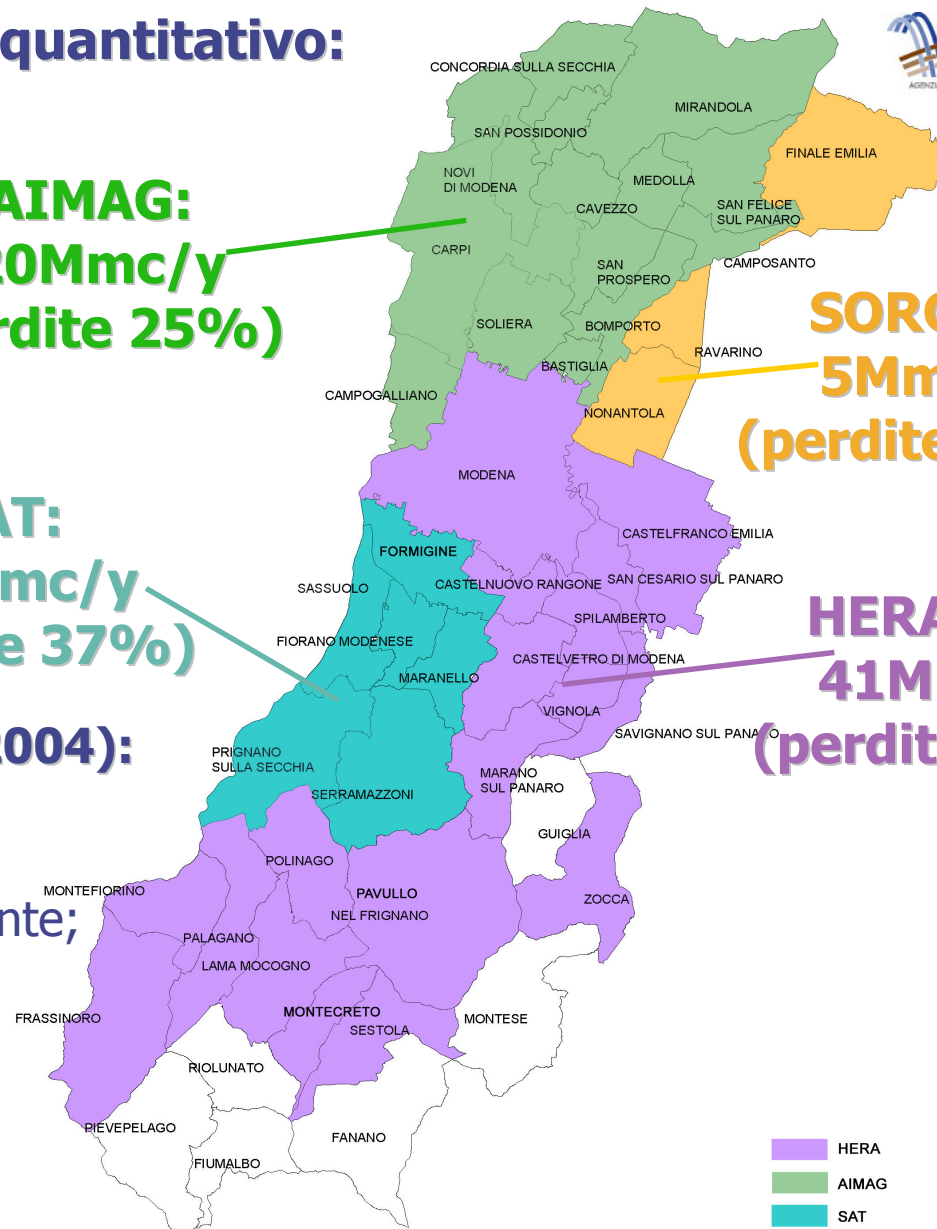 quantitativo:
AGENZI
CONCORDIA SULLA SECCHIA
MIRANDOLA
SAN POSSIDONIO
FINALE EMILIA
NOVI
DI MODENA
MEDOLLA
AIMAG:
20Mmc/y
rdite 25%)
CAVEZZO
SAN FELICE
SUL PANARO
CARPI
CAMPOSANTO
SAN
PROSPERO
SOLIERA
BOMPORTO
SORG
5Mm
(perdite
RAVARINO
BASTIGLIA
CAMPOGALLIANO
NONANTOLA
MODENA
AT:
mc/y
e 37%)
CASTELFRANCO EMILIA
FORMIGINE
SASSUOLO
CASTELNUOVO RANGONE
SAN CESARIO SUL PANARO
SPILAMBERTO
HERA
41M
(perdit
FIORANO MODENESE
CASTELVETRO DI MODENA
MARANELLO
VIGNOLA
SAVIGNANO SUL PANARO
2004):
PRIGNANO
SULLA SECCHIA
MARANO
SUL PANARO
SERRAMAZZONI
GUIGLIA
POLINAGO
MONTEFIORINO
PAVULLO
NEL FRIGNANO
ZOCCA
nte;
PALAGANO
LAMA MOCOGNO
FRASSINORO
MONTECRETO
SESTOLA
MONTESE
RIOLUNATO
PIEVEPELAGO
FANANO
FIUMALBO
HERA
AIMAG
SAT